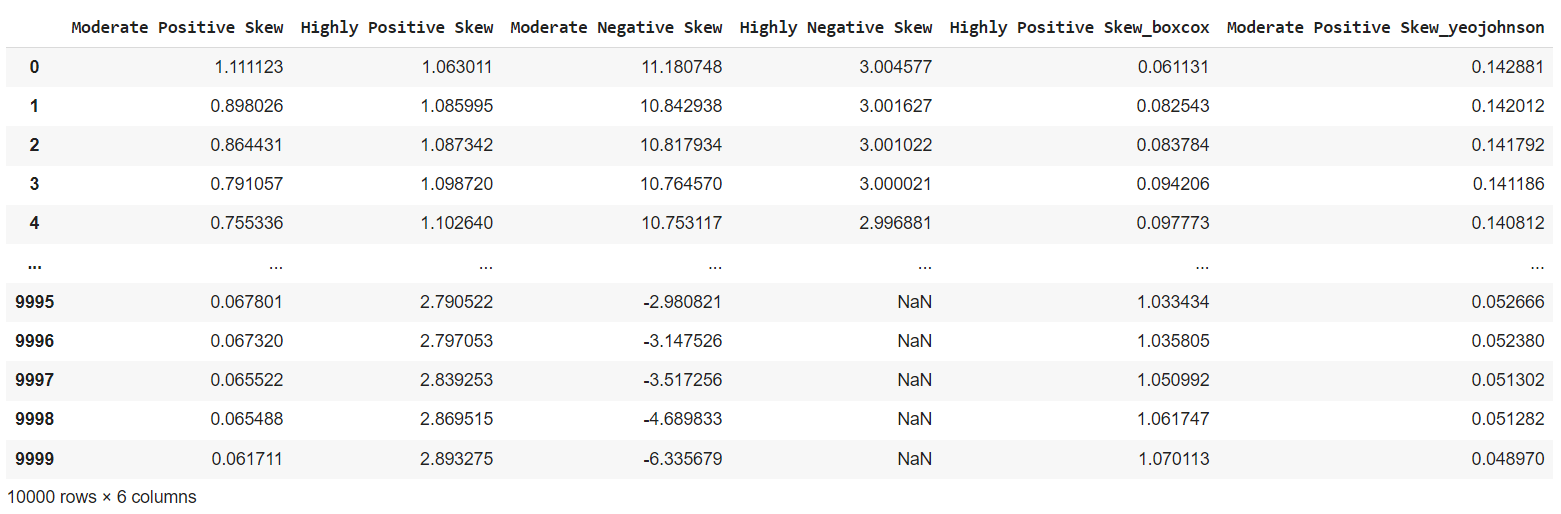 Moderate Positive Skew Highly Positive Skew Moderate Negative Skew Highly Negative Skew Highly Positive Skew_boxcox Moderate Positive Skew_yeojohnson
0 1.111123 1.063011 11.180748 3.004577 0.061131 0.142881
1 0.898026 1.085995 10.842938 3.001627 0.082543 0.142012
2 0.864431 1.087342 10.817934 3.001022 0.083784 0.141792
3 0.791057 1.098720 10.764570 3.000021 0.094206 0.141186
4 0.755336 1.102640 10.753117 2.996881 0.097773 0.140812
... ... ... ... ... ... ...
9995 0.067801 2.790522 -2.980821 NaN 1.033434 0.052666
9996 0.067320 2.797053 -3.147526 NaN 1.035805 0.052380
9997 0.065522 2.839253 -3.517256 NaN 1.050992 0.051302
9998 0.065488 2.869515 -4.689833 NaN 1.061747 0.051282
9999 0.061711 2.893275 -6.335679 NaN 1.070113 0.048970
10000 rows × 6 columns